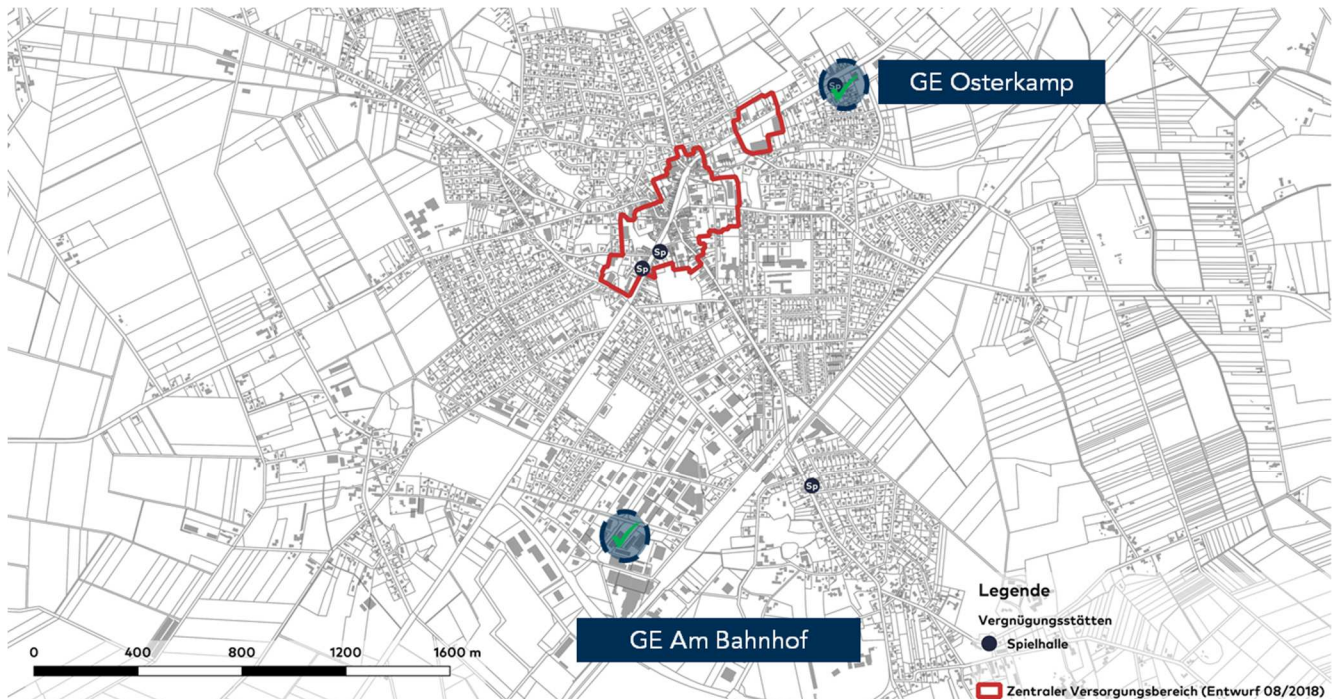 Sp
GE Osterkamp
Sp
Sp
Sp
GE Am Bahnhof
0 400 800 1200 1600 m
Legende
Vergnügungsstätten
Spielhalle
Zentraler Versorgungsbereich (Entwurf 08/2018)